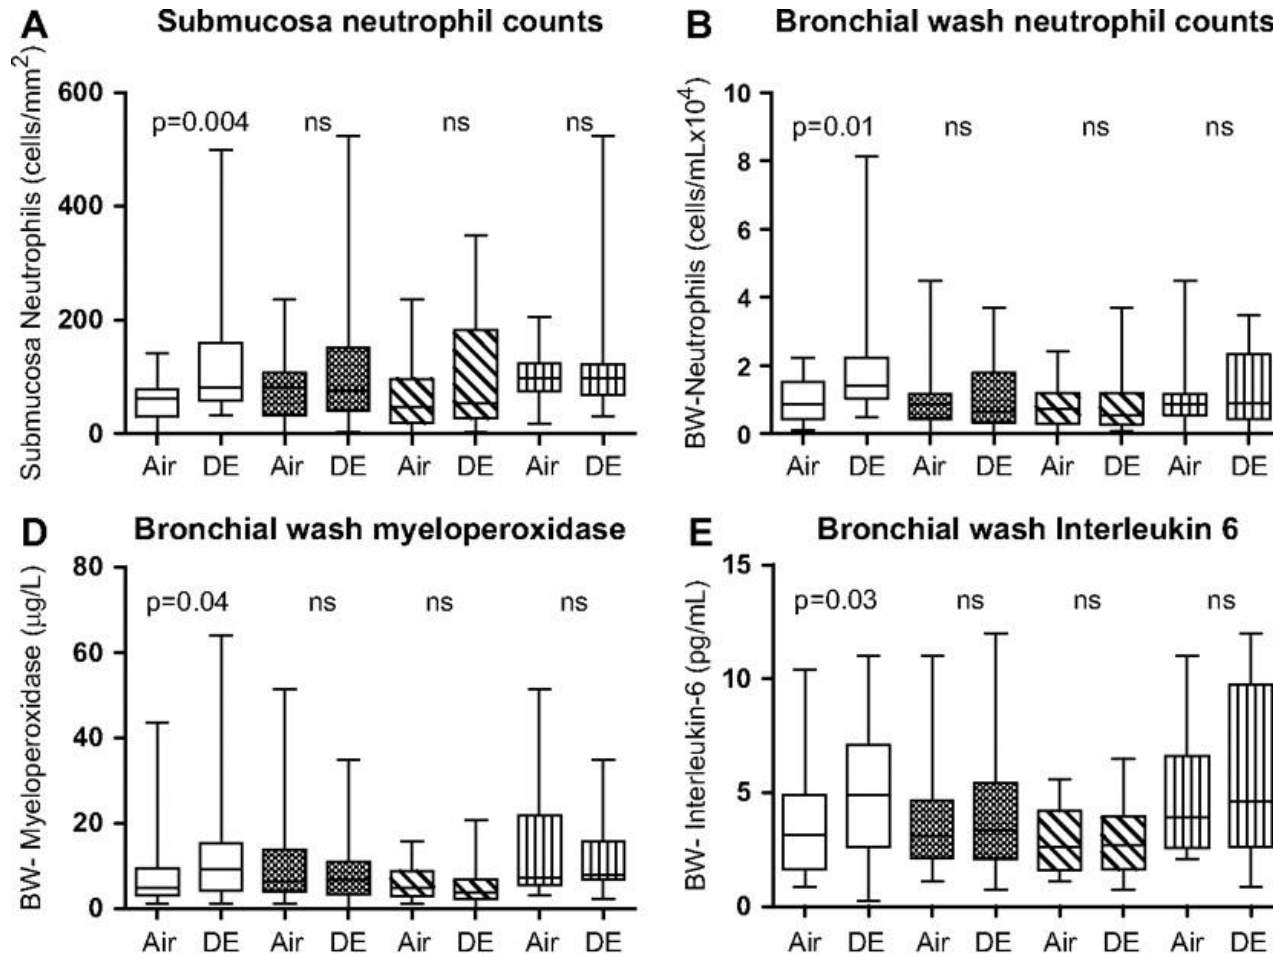 A Submucosa neutrophil counts
Submucosa Neutrophils (cells/mm²)
600
400
200
0
p=0.004 ns ns ns
Air DE Air DE Air DE Air DE
B Bronchial wash neutrophil counts
BW-Neutrophils (cells/mLx10⁴)
10
8
6
4
2
0
p=0.01 ns ns ns
Air DE Air DE Air DE Air DE
D Bronchial wash myeloperoxidase
BW- Myeloperoxidase (µg/L)
80
60
40
20
0
p=0.04 ns ns ns
Air DE Air DE Air DE Air DE
E Bronchial wash Interleukin 6
BW- Interleukin-6 (pg/mL)
15
10
5
0
p=0.03 ns ns ns
Air DE Air DE Air DE Air DE